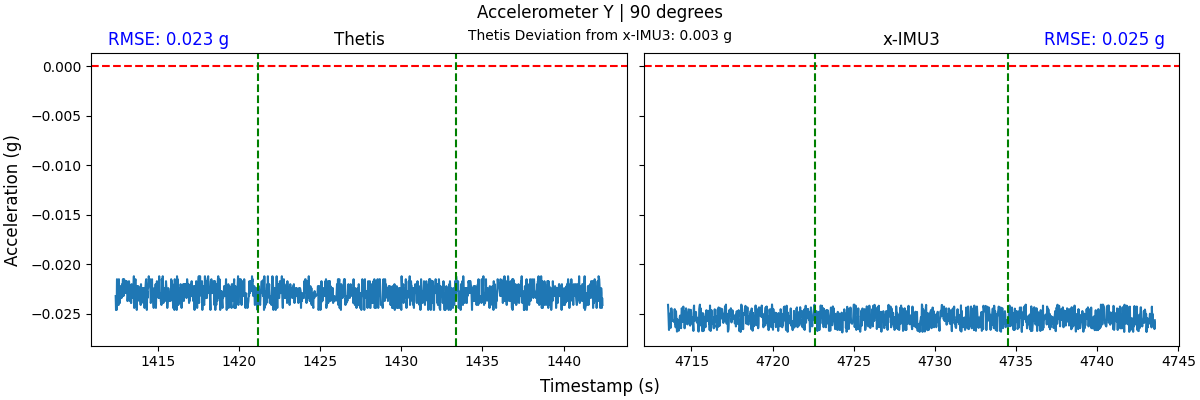 Accelerometer Y | 90 degrees
RMSE: 0.023 g
Thetis
Thetis Deviation from x-IMU3: 0.003 g
x-IMU3
RMSE: 0.025 g
Acceleration (g)
0.000
−0.005
−0.010
−0.015
−0.020
−0.025
1415 1420 1425 1430 1435 1440
4715 4720 4725 4730 4735 4740 4745
Timestamp (s)